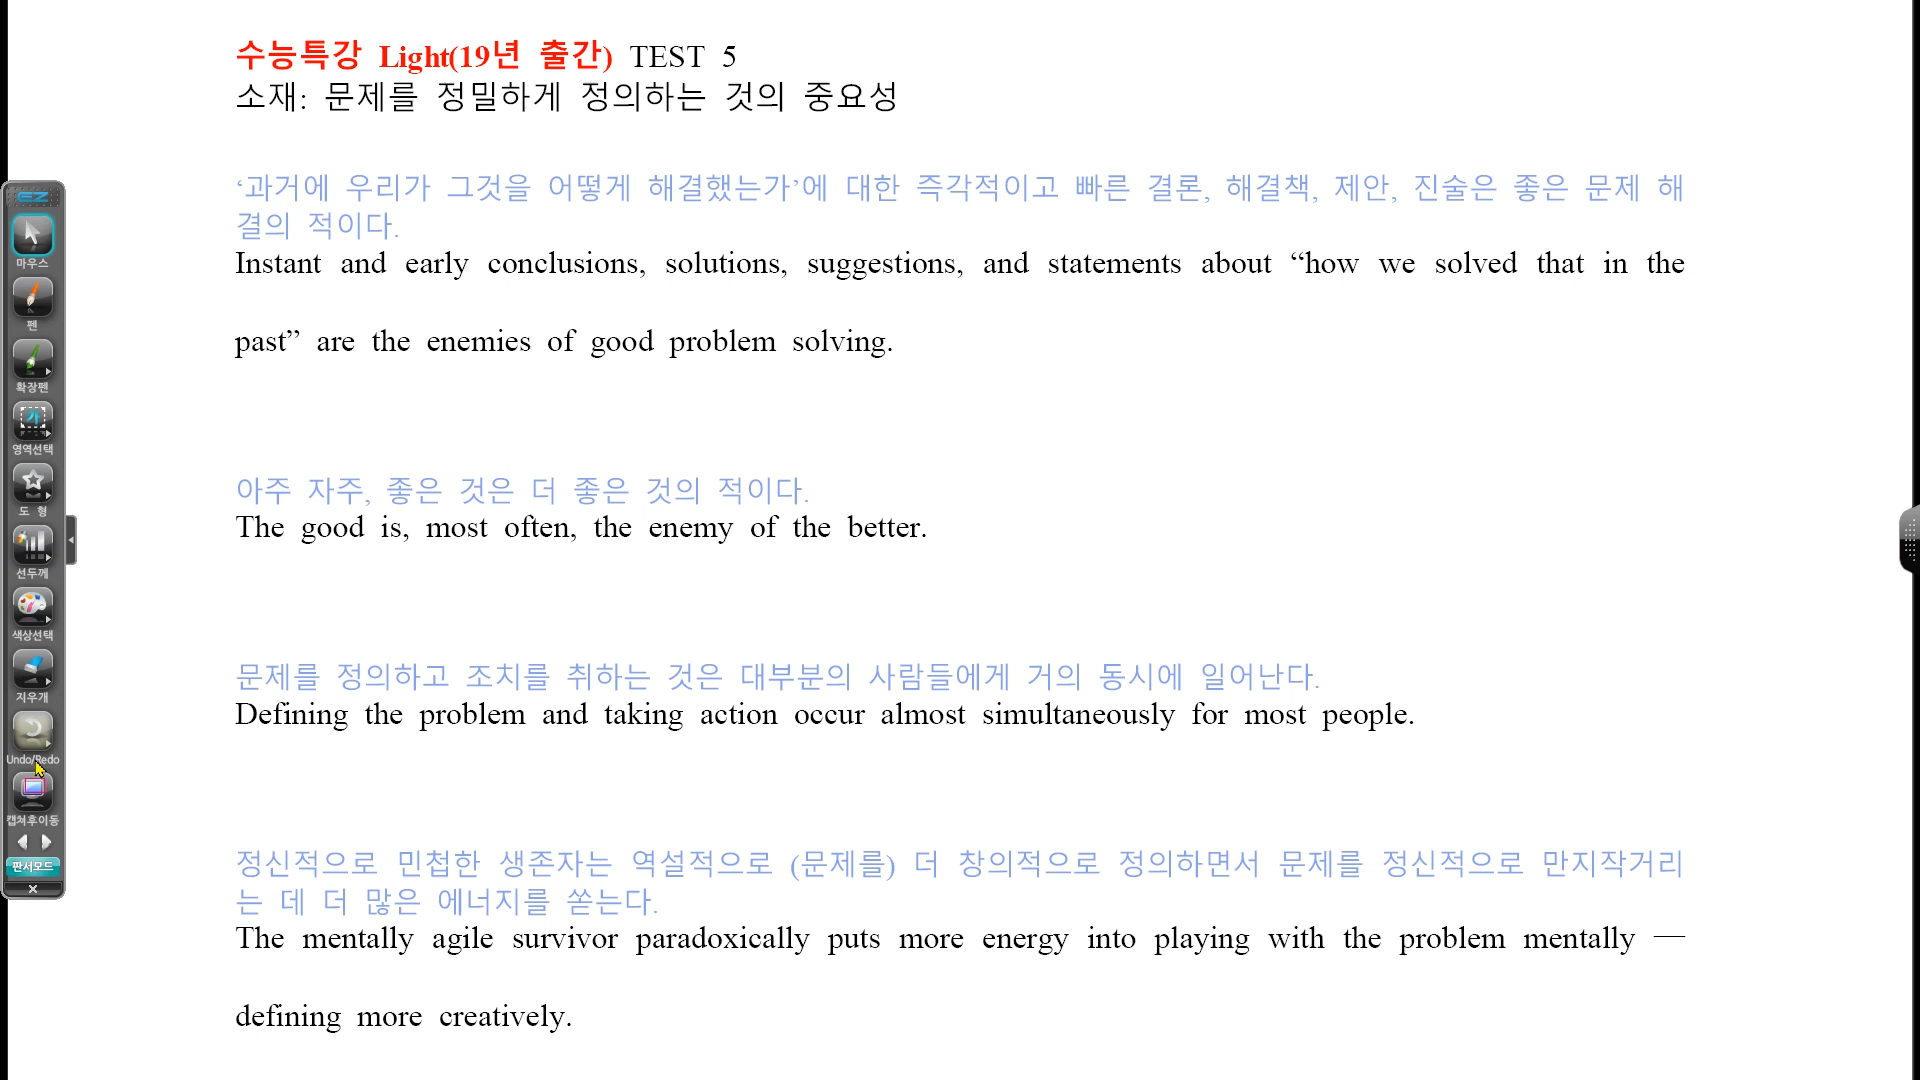 수능특강 Light(19년 출간) TEST 5
소재: 문제를 정밀하게 정의하는 것의 중요성
‘과거에 우리가 그것을 어떻게 해결했는가’에 대한 즉각적이고 빠른 결론, 해결책, 제안, 진술은 좋은 문제 해
결의 적이다.
Instant and early conclusions, solutions, suggestions, and statements about “how we solved that in the
past” are the enemies of good problem solving.
아주 자주, 좋은 것은 더 좋은 것의 적이다.
The good is, most often, the enemy of the better.
문제를 정의하고 조치를 취하는 것은 대부분의 사람들에게 거의 동시에 일어난다.
Defining the problem and taking action occur almost simultaneously for most people.
정신적으로 민첩한 생존자는 역설적으로 (문제를) 더 창의적으로 정의하면서 문제를 정신적으로 만지작거리
는 데 더 많은 에너지를 쏟는다.
The mentally agile survivor paradoxically puts more energy into playing with the problem mentally —
defining more creatively.
EZ
마우스
펜
확장펜
가
영역선택
도 형
선두께
색상선택
지우개
Undo/Redo
캡쳐후이동
판서모드